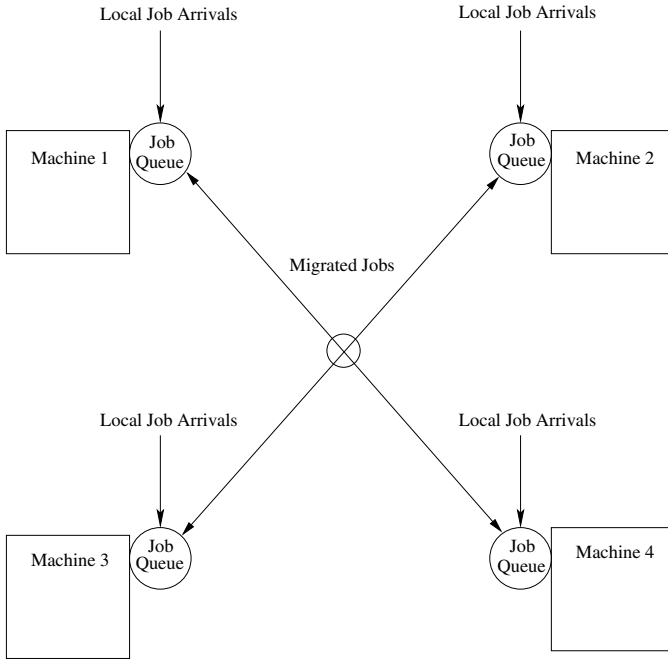 Local Job Arrivals
Local Job Arrivals
Machine 1
Job
Queue
Job
Queue
Machine 2
Migrated Jobs
Local Job Arrivals
Local Job Arrivals
Machine 3
Job
Queue
Job
Queue
Machine 4